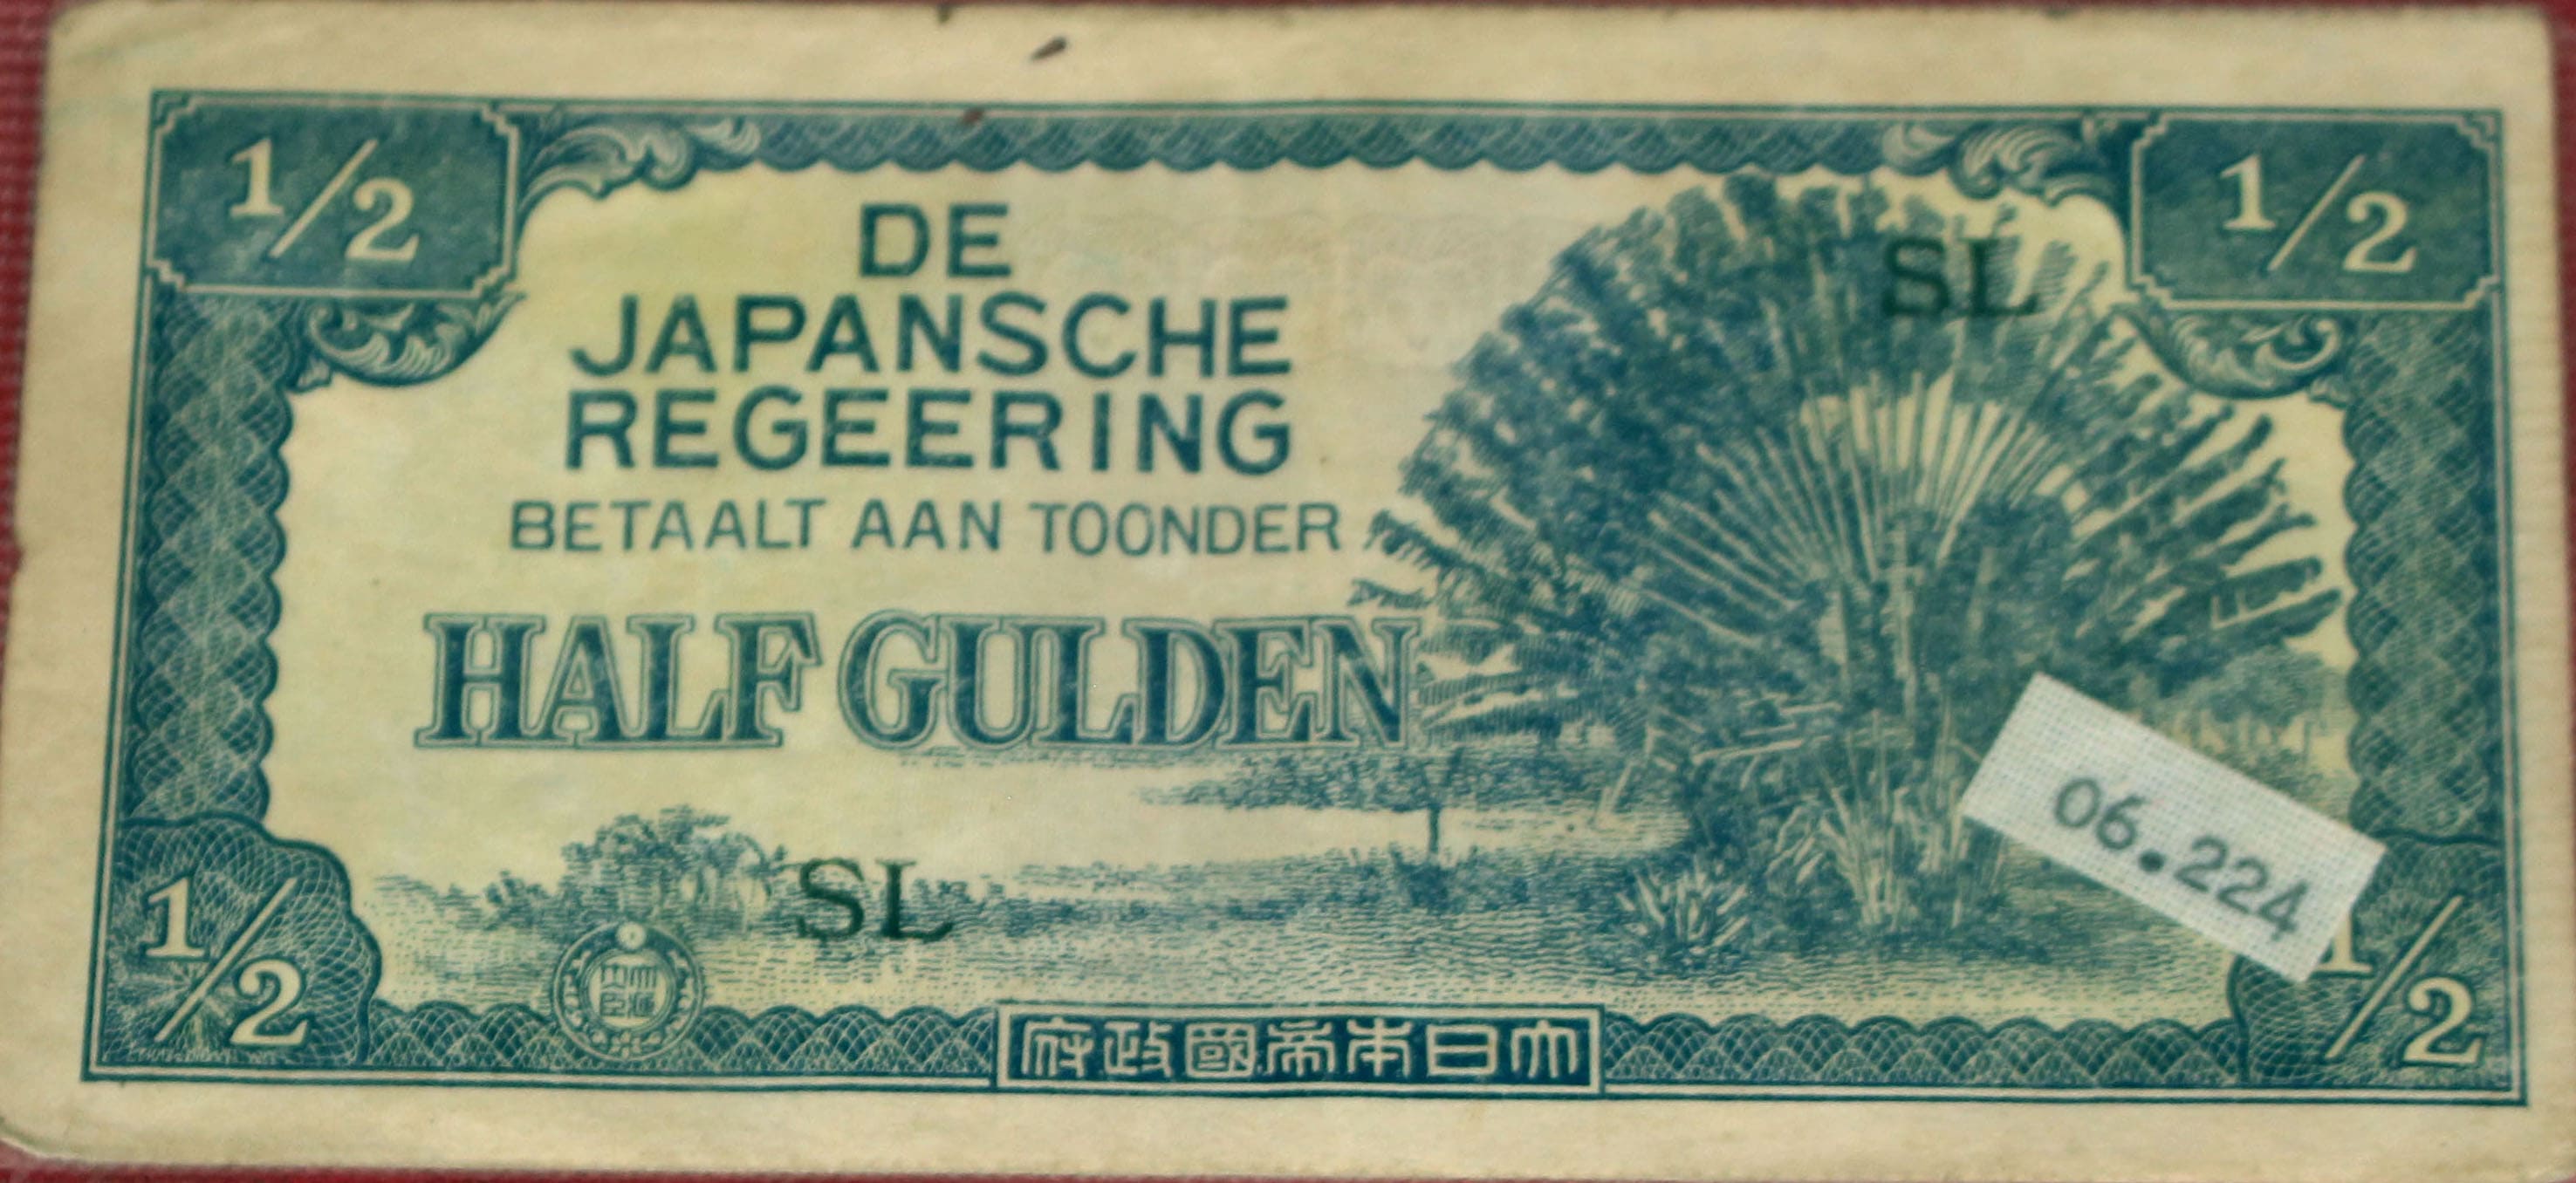 1/2
1/2
DE
JAPANSCHE
REGEERING
BETAALT AAN TOONDER
HALF GULDEN
SL
SL
06.224
1/2
1/2
府政國帝本日大